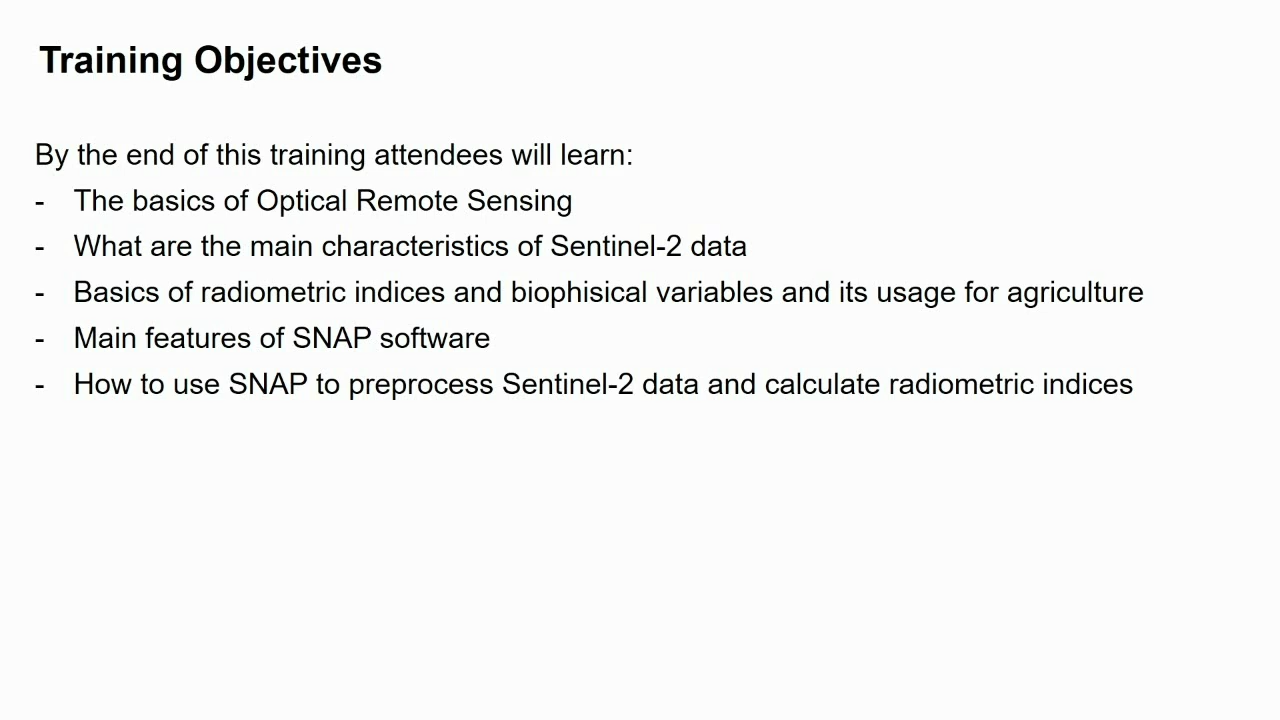 Training Objectives
By the end of this training attendees will learn:
- The basics of Optical Remote Sensing
- What are the main characteristics of Sentinel-2 data
- Basics of radiometric indices and biophisical variables and its usage for agriculture
- Main features of SNAP software
- How to use SNAP to preprocess Sentinel-2 data and calculate radiometric indices